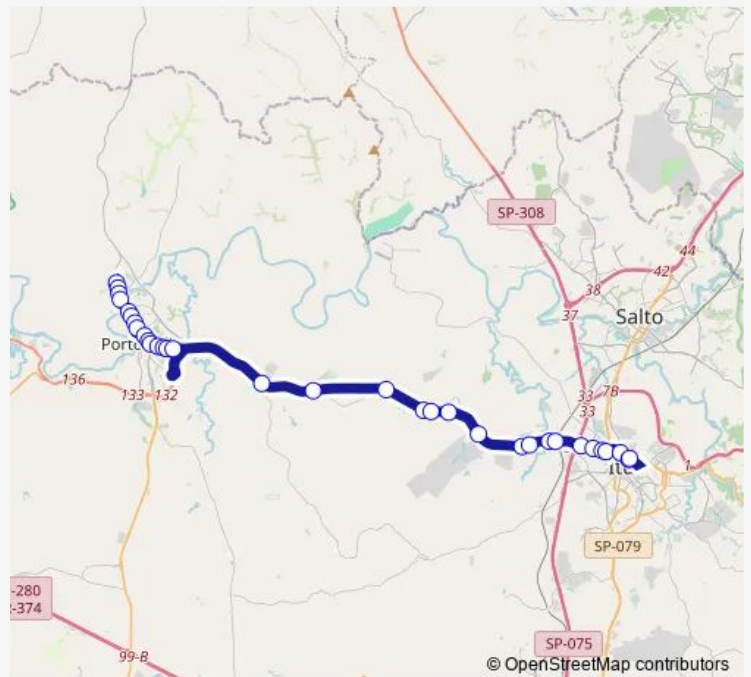 SP-308
44
42
38
37
Salto
Porto
136
133 132
33
33
7B
1
Itu
SP-079
-280
-374
SP-075
99-B
© OpenStreetMap contributors